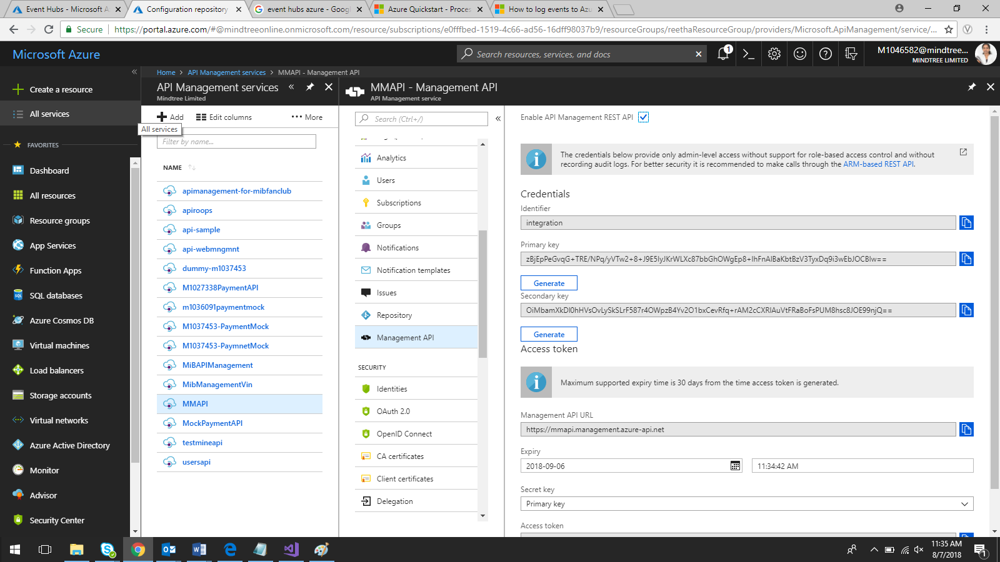 Event Hubs - Microsoft A
Configuration repository
event hubs azure - Googl
Azure Quickstart - Proces
How to log events to Azu
Secure
https://portal.azure.com/#@mindtreeonline.onmicrosoft.com/resource/subscriptions/e0fffbed-1519-4c66-ad56-16dff98037b9/resourceGroups/reethaResourceGroup/providers/Microsoft.ApiManagement/service/...
Microsoft Azure
Search resources, services, and docs
1
M1046582@mindtree...
MINDTREE LIMITED
Home > API Management services > MMAPI - Management API
Create a resource
All services
All services
FAVORITES
Dashboard
All resources
Resource groups
App Services
Function Apps
SQL databases
Azure Cosmos DB
Virtual machines
Load balancers
Storage accounts
Virtual networks
Azure Active Directory
Monitor
Advisor
Security Center
API Management services
Mindtree Limited
Add
Edit columns
More
Filter by name...
NAME
apimanagement-for-mibfanclub
apiroops
api-sample
api-webmngmnt
dummy-m1037453
M1027338PaymentAPI
m1036091paymentmock
M1037453-PaymentMock
M1037453-PaymnetMock
MiBAPIManagement
MibManagementVin
MMAPI
MockPaymentAPI
testmineapi
usersapi
MMAPI - Management API
API Management service
Search (Ctrl+/)
Analytics
Users
Subscriptions
Groups
Notifications
Notification templates
Issues
Repository
Management API
SECURITY
Identities
OAuth 2.0
OpenID Connect
CA certificates
Client certificates
Delegation
Enable API Management REST API
The credentials below provide only admin-level access without support for role-based access control and without
recording audit logs. For better security it is recommended to make calls through the ARM-based REST API.
Credentials
Identifier
integration
Primary key
Generate
Secondary key
Generate
Access token
Maximum supported expiry time is 30 days from the time access token is generated.
Management API URL
https://mmapi.management.azure-api.net
Expiry
2018-09-06
11:34:42 AM
Secret key
Primary key
Access token
11:35 AM
8/7/2018
1